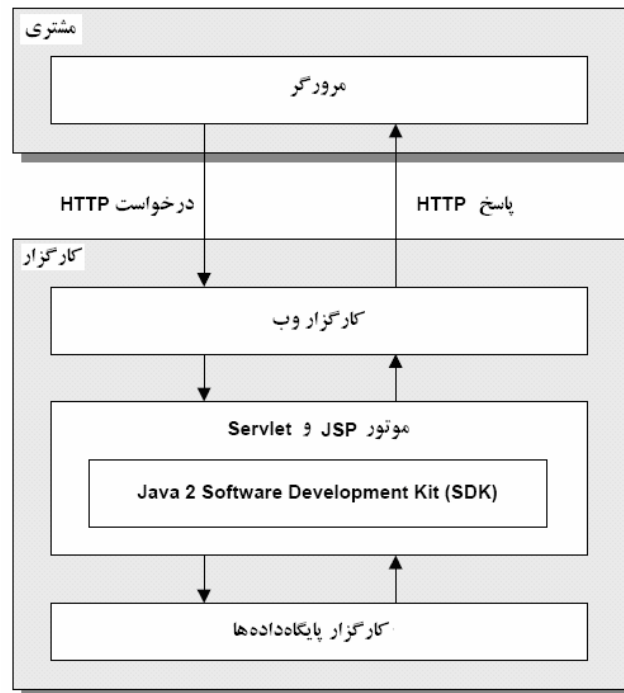 مشتری
مرورگر
درخواست HTTP
پاسخ HTTP
کارگزار
کارگزار وب
موتور JSP و Servlet
Java 2 Software Development Kit (SDK)
کارگزار پایگاه‌داده‌ها